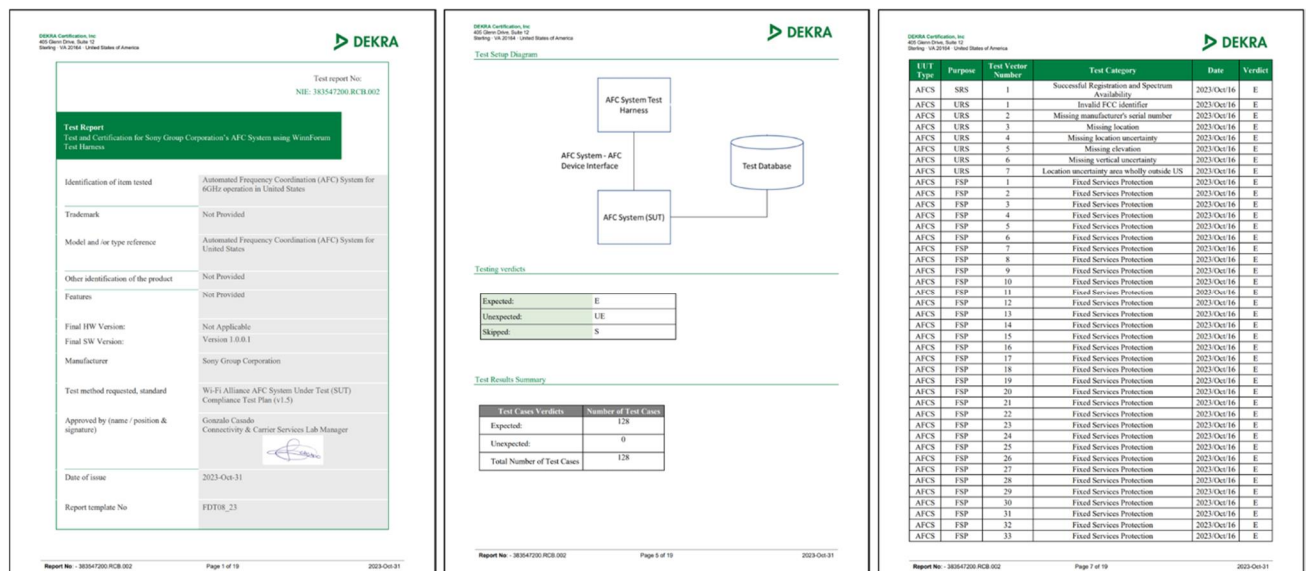 DEKRA Certification, Inc
405 Glenn Drive, Suite 12
Sterling · VA 20164 · United States of America
DEKRA
Test report No:
NIE: 383547200.RCB.002
Test Report
Test and Certification for Sony Group Corporation's AFC System using WinnForum
Test Harness
Identification of item tested
Automated Frequency Coordination (AFC) System for
6GHz operation in United States
Trademark
Not Provided
Model and /or type reference
Automated Frequency Coordination (AFC) System for
United States
Other identification of the product
Not Provided
Features
Not Provided
Final HW Version:
Not Applicable
Final SW Version:
Version 1.0.0.1
Manufacturer
Sony Group Corporation
Test method requested, standard
Wi-Fi Alliance AFC System Under Test (SUT)
Compliance Test Plan (v1.5)
Approved by (name / position &
signature)
Gonzalo Casado
Connectivity & Carrier Services Lab Manager
Date of issue
2023-Oct-31
Report template No
FDT08_23
Report No: - 383547200.RCB.002 Page 1 of 19 2023-Oct-31
DEKRA Certification, Inc
405 Glenn Drive, Suite 12
Sterling · VA 20164 · United States of America
DEKRA
Test Setup Diagram
AFC System Test
Harness
AFC System - AFC
Device Interface
Test Database
AFC System (SUT)
Testing verdicts
Expected: E
Unexpected: UE
Skipped: S
Test Results Summary
Test Cases Verdicts Number of Test Cases
Expected: 128
Unexpected: 0
Total Number of Test Cases 128
Report No: - 383547200.RCB.002 Page 5 of 19 2023-Oct-31
DEKRA Certification, Inc
405 Glenn Drive, Suite 12
Sterling · VA 20164 · United States of America
DEKRA
UUT Type Purpose Test Vector Number Test Category Date Verdict
AFCS SRS 1 Successful Registration and Spectrum Availability 2023/Oct/16 E
AFCS URS 1 Invalid FCC identifier 2023/Oct/16 E
AFCS URS 2 Missing manufacturer's serial number 2023/Oct/16 E
AFCS URS 3 Missing location 2023/Oct/16 E
AFCS URS 4 Missing location uncertainty 2023/Oct/16 E
AFCS URS 5 Missing elevation 2023/Oct/16 E
AFCS URS 6 Missing vertical uncertainty 2023/Oct/16 E
AFCS URS 7 Location uncertainty area wholly outside US 2023/Oct/16 E
AFCS FSP 1 Fixed Services Protection 2023/Oct/16 E
AFCS FSP 2 Fixed Services Protection 2023/Oct/16 E
AFCS FSP 3 Fixed Services Protection 2023/Oct/16 E
AFCS FSP 4 Fixed Services Protection 2023/Oct/16 E
AFCS FSP 5 Fixed Services Protection 2023/Oct/16 E
AFCS FSP 6 Fixed Services Protection 2023/Oct/16 E
AFCS FSP 7 Fixed Services Protection 2023/Oct/16 E
AFCS FSP 8 Fixed Services Protection 2023/Oct/16 E
AFCS FSP 9 Fixed Services Protection 2023/Oct/16 E
AFCS FSP 10 Fixed Services Protection 2023/Oct/16 E
AFCS FSP 11 Fixed Services Protection 2023/Oct/16 E
AFCS FSP 12 Fixed Services Protection 2023/Oct/16 E
AFCS FSP 13 Fixed Services Protection 2023/Oct/16 E
AFCS FSP 14 Fixed Services Protection 2023/Oct/16 E
AFCS FSP 15 Fixed Services Protection 2023/Oct/16 E
AFCS FSP 16 Fixed Services Protection 2023/Oct/16 E
AFCS FSP 17 Fixed Services Protection 2023/Oct/16 E
AFCS FSP 18 Fixed Services Protection 2023/Oct/16 E
AFCS FSP 19 Fixed Services Protection 2023/Oct/16 E
AFCS FSP 20 Fixed Services Protection 2023/Oct/16 E
AFCS FSP 21 Fixed Services Protection 2023/Oct/16 E
AFCS FSP 22 Fixed Services Protection 2023/Oct/16 E
AFCS FSP 23 Fixed Services Protection 2023/Oct/16 E
AFCS FSP 24 Fixed Services Protection 2023/Oct/16 E
AFCS FSP 25 Fixed Services Protection 2023/Oct/16 E
AFCS FSP 26 Fixed Services Protection 2023/Oct/16 E
AFCS FSP 27 Fixed Services Protection 2023/Oct/16 E
AFCS FSP 28 Fixed Services Protection 2023/Oct/16 E
AFCS FSP 29 Fixed Services Protection 2023/Oct/16 E
AFCS FSP 30 Fixed Services Protection 2023/Oct/16 E
AFCS FSP 31 Fixed Services Protection 2023/Oct/16 E
AFCS FSP 32 Fixed Services Protection 2023/Oct/16 E
AFCS FSP 33 Fixed Services Protection 2023/Oct/16 E
Report No: - 383547200.RCB.002 Page 7 of 19 2023-Oct-31